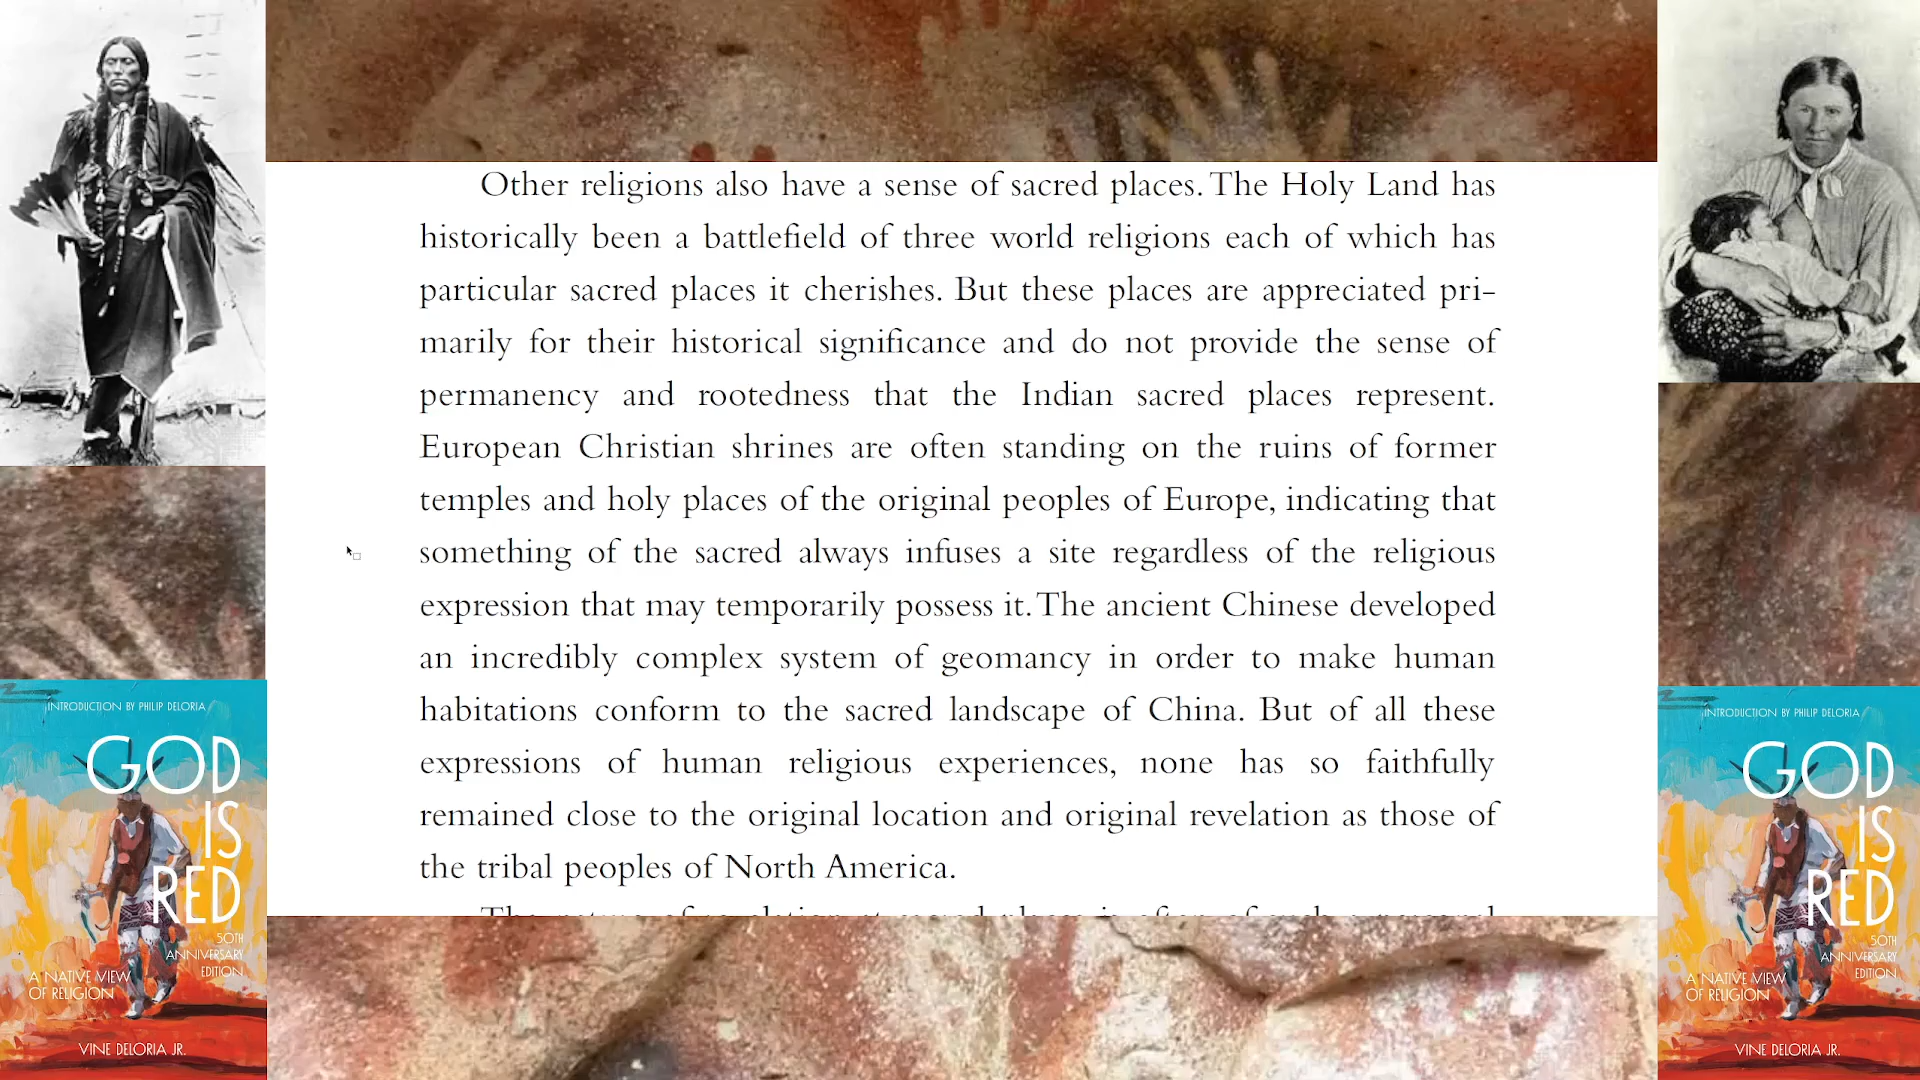 Other religions also have a sense of sacred places. The Holy Land has
historically been a battlefield of three world religions each of which has
particular sacred places it cherishes. But these places are appreciated pri-
marily for their historical significance and do not provide the sense of
permanency and rootedness that the Indian sacred places represent.
European Christian shrines are often standing on the ruins of former
temples and holy places of the original peoples of Europe, indicating that
something of the sacred always infuses a site regardless of the religious
expression that may temporarily possess it. The ancient Chinese developed
an incredibly complex system of geomancy in order to make human
habitations conform to the sacred landscape of China. But of all these
expressions of human religious experiences, none has so faithfully
remained close to the original location and original revelation as those of
the tribal peoples of North America.
INTRODUCTION BY PHILIP DELORIA
GOD
IS
RED
50TH
ANNIVERSARY
EDITION
A NATIVE VIEW
OF RELIGION
VINE DELORIA JR.
INTRODUCTION BY PHILIP DELORIA
GOD
IS
RED
50TH
ANNIVERSARY
EDITION
A NATIVE VIEW
OF RELIGION
VINE DELORIA JR.